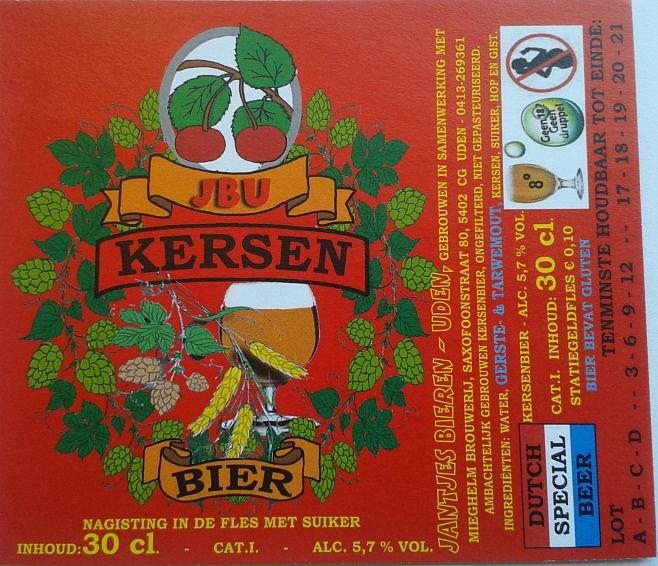 JBU
KERSEN
BIER
NAGISTING IN DE FLES MET SUIKER
INHOUD: 30 cl. - CAT.I. - ALC. 5,7 % VOL.
JANTJES BIEREN - UDEN, GEBROUWEN IN SAMENWERKING MET
MIEGHELM BROUWERIJ, SAXOFOONSTRAAT 80, 5402 CG UDEN - 0413-269361
AMBACHTELIJK GEBROUWEN KERSENBIER, ONGEFILTERD, NIET GEPASTEURISEERD.
INGREDIËNTEN: WATER, GERSTE- & TARWEMOUT, KERSEN, SUIKER, HOP EN GIST.
KERSENBIER - ALC. 5,7 % VOL.
CAT.I. INHOUD: 30 cl.
STATIEGELDFLES € 0,10
BIER BEVAT GLUTEN
Geen 18?
Geen
druppel
8°
DUTCH
SPECIAL
BEER
TENMINSTE HOUDBAAR TOT EINDE:
LOT
A - B - C - D -- 3 - 6 - 9 - 12 -- 17 - 18 - 19 - 20 - 21